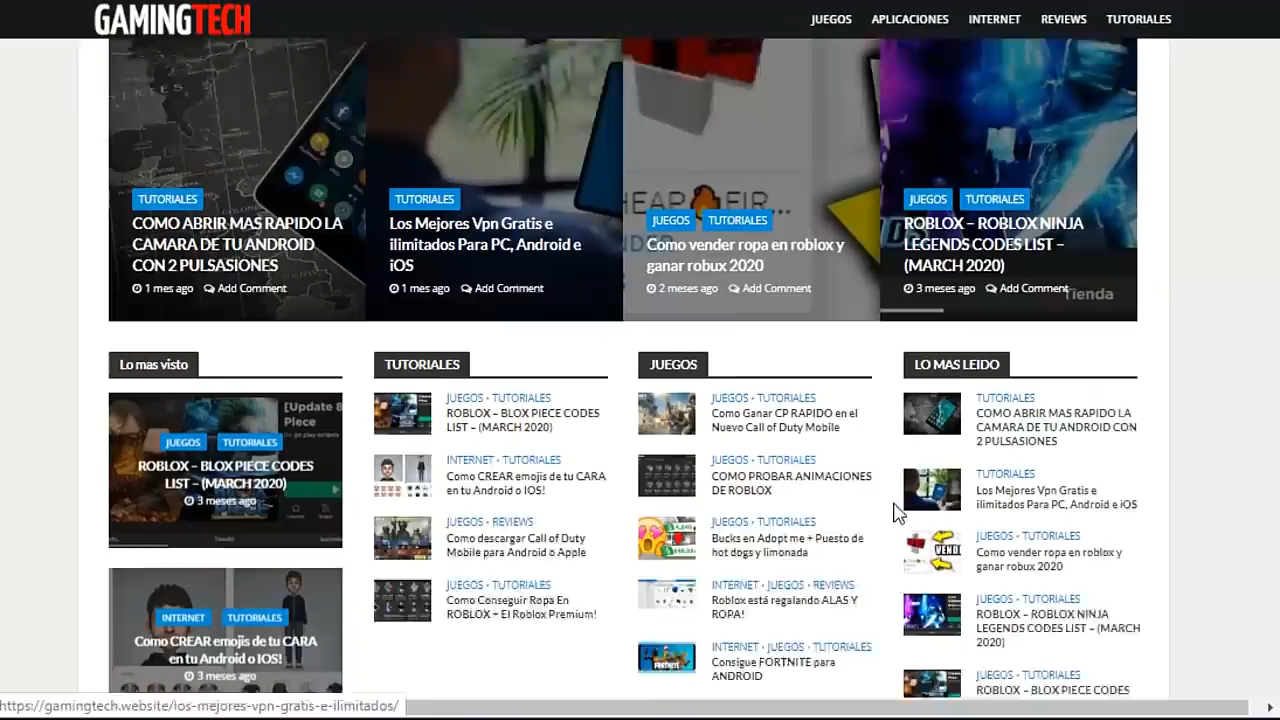 GAMINGTECH
JUEGOS
APLICACIONES
INTERNET
REVIEWS
TUTORIALES
TUTORIALES
COMO ABRIR MAS RAPIDO LA
CAMARA DE TU ANDROID
CON 2 PULSASIONES
1 mes ago
Add Comment
TUTORIALES
Los Mejores Vpn Gratis e
ilimitados Para PC, Android e
iOS
1 mes ago
Add Comment
JUEGOS
TUTORIALES
Como vender ropa en roblox y
ganar robux 2020
2 meses ago
Add Comment
JUEGOS
TUTORIALES
ROBLOX – ROBLOX NINJA
LEGENDS CODES LIST –
(MARCH 2020)
3 meses ago
Add Comment
Tienda
Lo mas visto
[Update 8
Piece
JUEGOS
TUTORIALES
ROBLOX – BLOX PIECE CODES
LIST – (MARCH 2020)
3 meses ago
INTERNET
TUTORIALES
Como CREAR emojis de tu CARA
en tu Android o IOS!
3 meses ago
TUTORIALES
JUEGOS • TUTORIALES
ROBLOX – BLOX PIECE CODES
LIST – (MARCH 2020)
INTERNET • TUTORIALES
Como CREAR emojis de tu CARA
en tu Android o IOS!
JUEGOS • REVIEWS
Como descargar Call of Duty
Mobile para Android o Apple
JUEGOS • TUTORIALES
Como Conseguir Ropa En
ROBLOX – El Roblox Premium!
JUEGOS
JUEGOS • TUTORIALES
Como Ganar CP RAPIDO en el
Nuevo Call of Duty Mobile
JUEGOS • TUTORIALES
COMO PROBAR ANIMACIONES
DE ROBLOX
JUEGOS • TUTORIALES
Bucks en Adopt me + Puesto de
hot dogs y limonada
INTERNET • JUEGOS • REVIEWS
Roblox está regalando ALAS Y
ROPA!
INTERNET • JUEGOS • TUTORIALES
Consigue FORTNITE para
ANDROID
LO MAS LEIDO
TUTORIALES
COMO ABRIR MAS RAPIDO LA
CAMARA DE TU ANDROID CON
2 PULSASIONES
TUTORIALES
Los Mejores Vpn Gratis e
ilimitados Para PC, Android e iOS
JUEGOS • TUTORIALES
Como vender ropa en roblox y
ganar robux 2020
JUEGOS • TUTORIALES
ROBLOX – ROBLOX NINJA
LEGENDS CODES LIST – (MARCH
2020)
JUEGOS • TUTORIALES
ROBLOX – BLOX PIECE CODES
https://gamingtech.website/los-mejores-vpn-gratis-e-ilimitados/